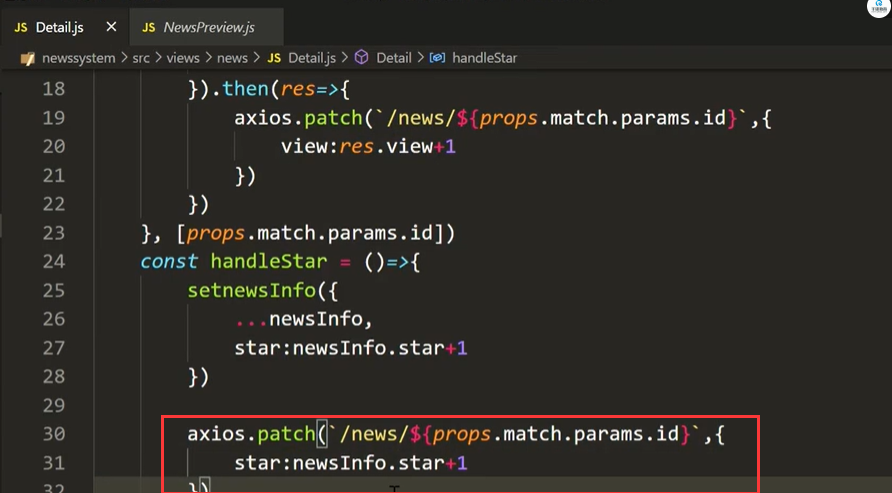 JS Detail.js × JS NewsPreview.js
newssystem > src > views > news > JS Detail.js > Detail > handleStar
18 }).then(res=>{
19 axios.patch(`/news/${props.match.params.id}`,{
20 view:res.view+1
21 })
22 })
23 }, [props.match.params.id])
24 const handleStar = ()=>{
25 setnewsInfo({
26 ...newsInfo,
27 star:newsInfo.star+1
28 })
29
30 axios.patch(`/news/${props.match.params.id}`,{
31 star:newsInfo.star+1
32 })